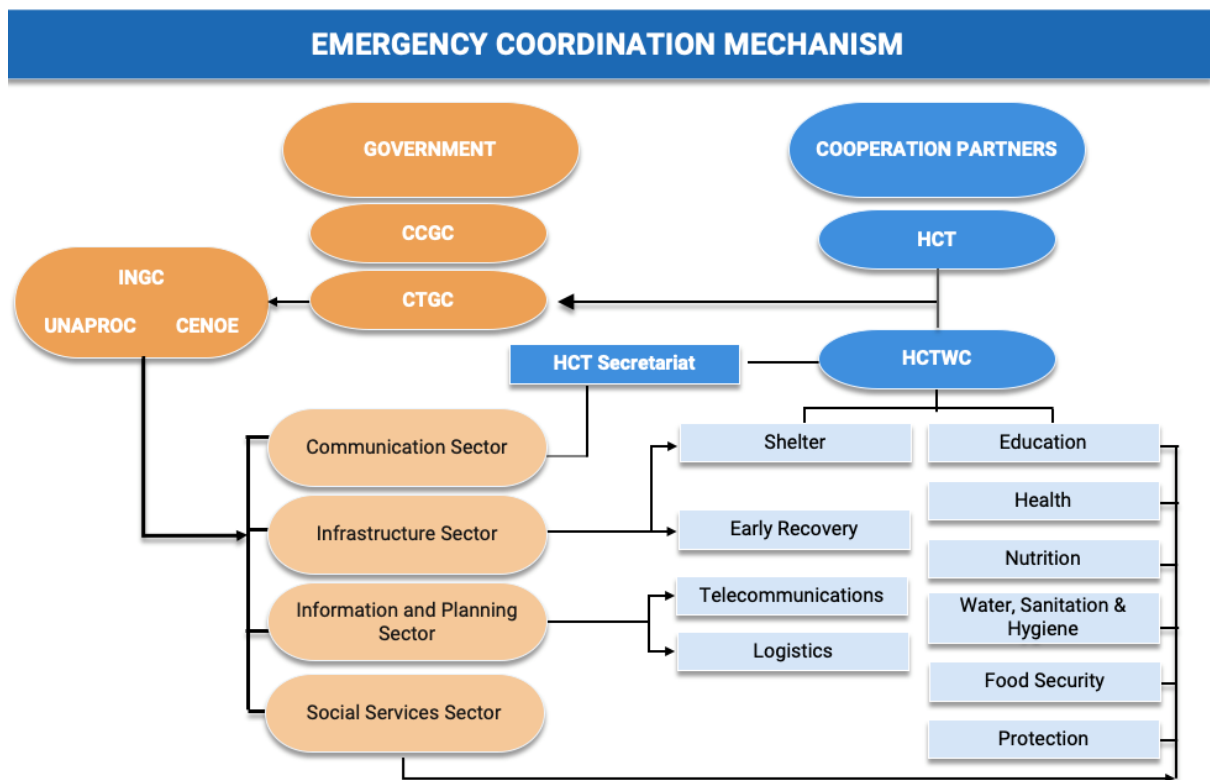 EMERGENCY COORDINATION MECHANISM
GOVERNMENT
COOPERATION PARTNERS
CCGC
HCT
INGC
UNAPROC CENOE
CTGC
HCT Secretariat
HCTWC
Communication Sector
Infrastructure Sector
Information and Planning
Sector
Social Services Sector
Shelter
Early Recovery
Telecommunications
Logistics
Education
Health
Nutrition
Water, Sanitation &
Hygiene
Food Security
Protection